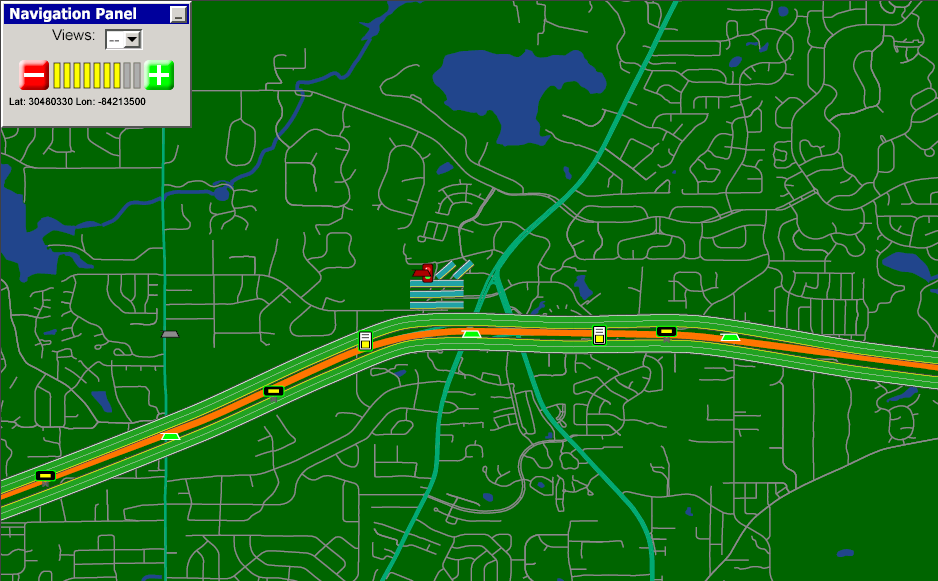 Navigation Panel
Views: --
Lat: 30480330 Lon: -84213500